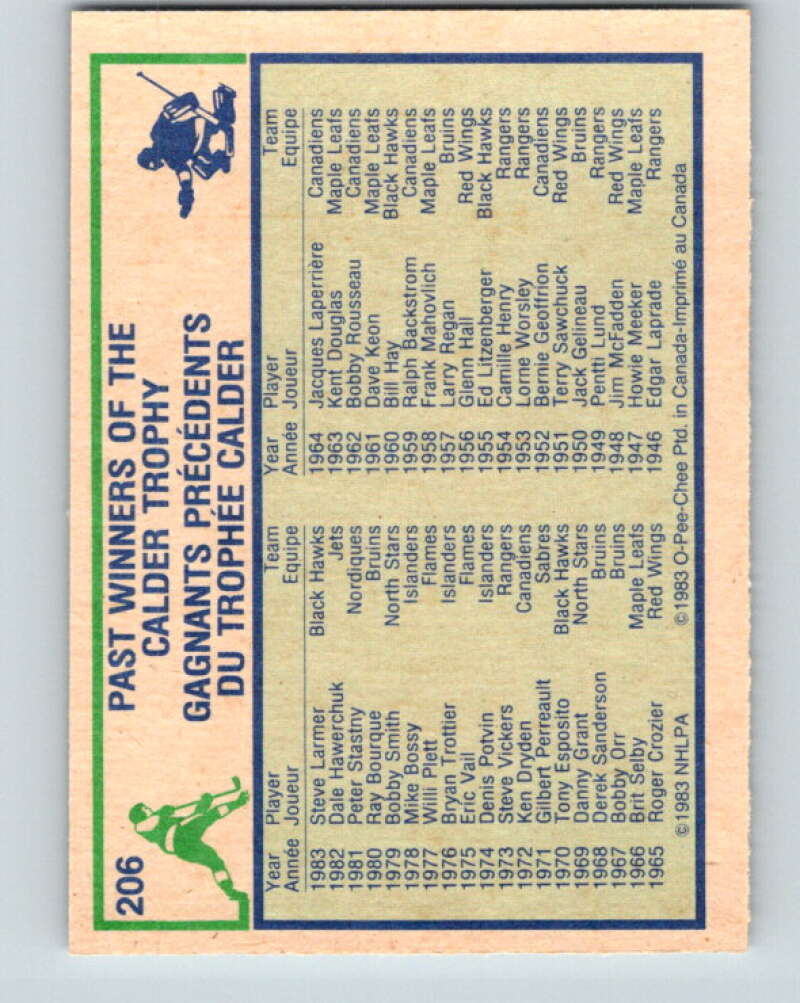 206
PAST WINNERS OF THE
CALDER TROPHY
GAGNANTS PRÉCÉDENTS
DU TROPHÉE CALDER
Year Player Team
Année Joueur Equipe
1983 Steve Larmer Black Hawks
1982 Dale Hawerchuk Jets
1981 Peter Stastny Nordiques
1980 Ray Bourque Bruins
1979 Bobby Smith North Stars
1978 Mike Bossy Islanders
1977 Willi Plett Flames
1976 Bryan Trottier Islanders
1975 Eric Vail Flames
1974 Denis Potvin Islanders
1973 Steve Vickers Rangers
1972 Ken Dryden Canadiens
1971 Gilbert Perreault Sabres
1970 Tony Esposito Black Hawks
1969 Danny Grant North Stars
1968 Derek Sanderson Bruins
1967 Bobby Orr Bruins
1966 Brit Selby Maple Leafs
1965 Roger Crozier Red Wings
Year Player Team
Année Joueur Equipe
1964 Jacques Laperrière Canadiens
1963 Kent Douglas Maple Leafs
1962 Bobby Rousseau Canadiens
1961 Dave Keon Maple Leafs
1960 Bill Hay Black Hawks
1959 Ralph Backstrom Canadiens
1958 Frank Mahovlich Maple Leafs
1957 Larry Regan Bruins
1956 Glenn Hall Red Wings
1955 Ed Litzenberger Black Hawks
1954 Camille Henry Rangers
1953 Lorne Worsley Rangers
1952 Bernie Geoffrion Canadiens
1951 Terry Sawchuck Red Wings
1950 Jack Gelineau Bruins
1949 Pentti Lund Rangers
1948 Jim McFadden Red Wings
1947 Howie Meeker Maple Leafs
1946 Edgar Laprade Rangers
©1983 NHLPA ©1983 O-Pee-Chee Ptd. in Canada-Imprimé au Canada